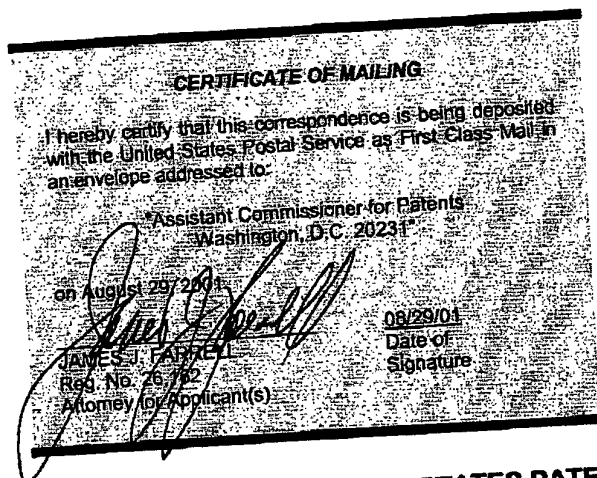 CERTIFICATE OF MAILING
I hereby certify that this correspondence is being deposited
with the United States Postal Service as First Class Mail in
an envelope addressed to:
"Assistant Commissioner for Patents
Washington, D.C. 20231"
on August 29, 2001
08/29/01
JAMES J. FARRELL
Date of
Reg. No.
Signature
Attorney for Applicant(s)